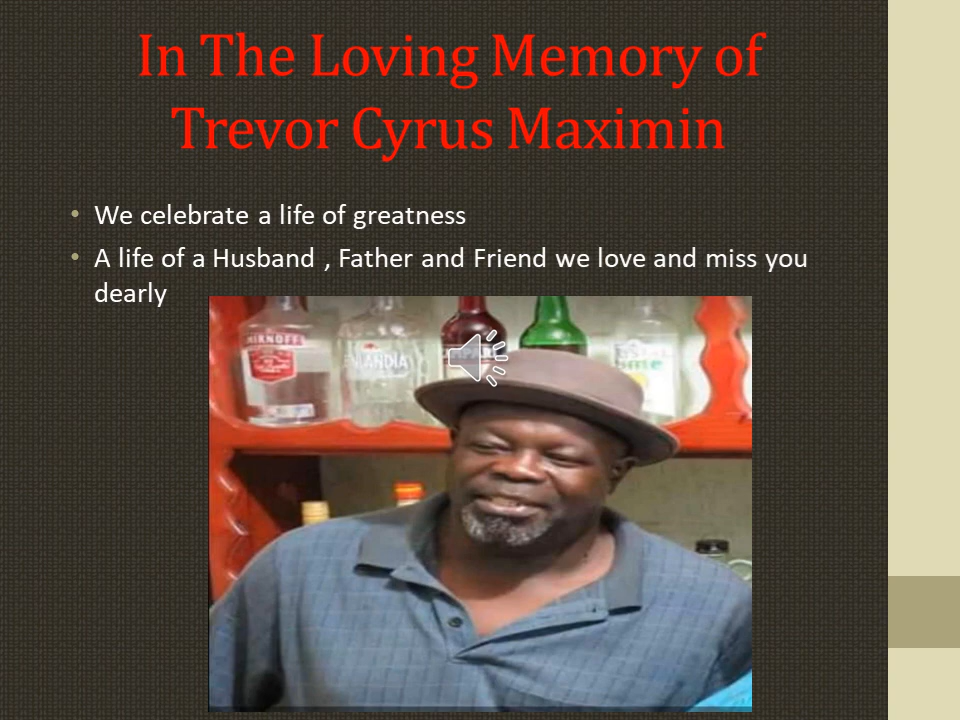 In The Loving Memory of
Trevor Cyrus Maximin
• We celebrate a life of greatness
• A life of a Husband , Father and Friend we love and miss you
dearly